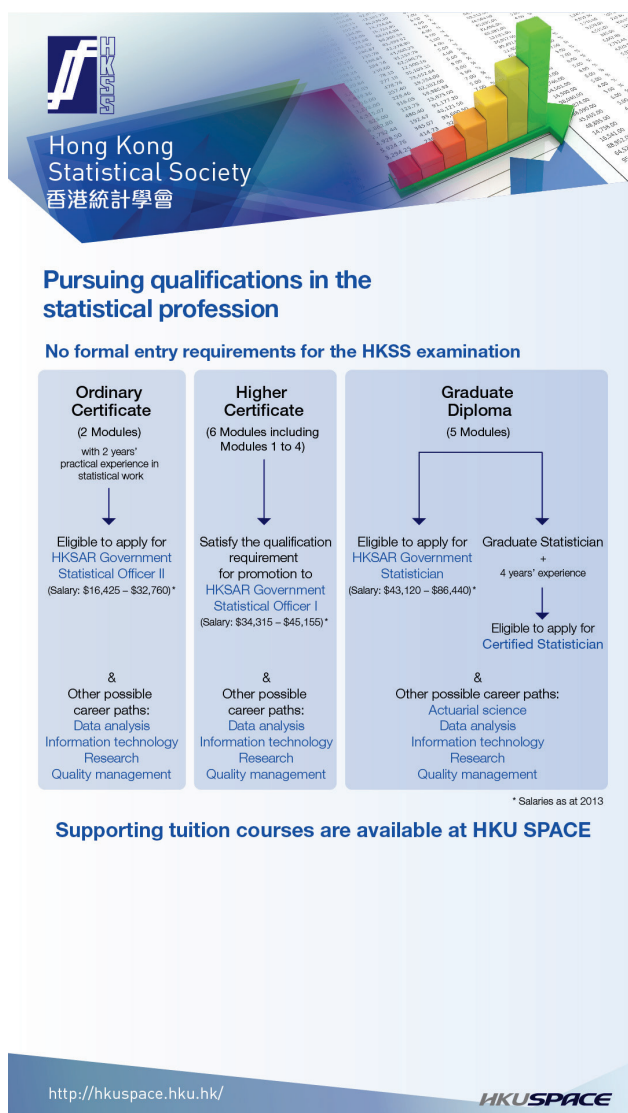 HKSS
Hong Kong
Statistical Society
香港統計學會
Pursuing qualifications in the
statistical profession
No formal entry requirements for the HKSS examination
Ordinary
Certificate
(2 Modules)
with 2 years'
practical experience in
statistical work
Eligible to apply for
HKSAR Government
Statistical Officer II
(Salary: $16,425 – $32,760)*
&
Other possible
career paths:
Data analysis
Information technology
Research
Quality management
Higher
Certificate
(6 Modules including
Modules 1 to 4)
Satisfy the qualification
requirement
for promotion to
HKSAR Government
Statistical Officer I
(Salary: $34,315 – $45,155)*
&
Other possible
career paths:
Data analysis
Information technology
Research
Quality management
Graduate
Diploma
(5 Modules)
Eligible to apply for
HKSAR Government
Statistician
(Salary: $43,120 – $86,440)*
Graduate Statistician
+
4 years' experience
Eligible to apply for
Certified Statistician
&
Other possible career paths:
Actuarial science
Data analysis
Information technology
Research
Quality management
* Salaries as at 2013
Supporting tuition courses are available at HKU SPACE
http://hkuspace.hku.hk/
HKUSPACE